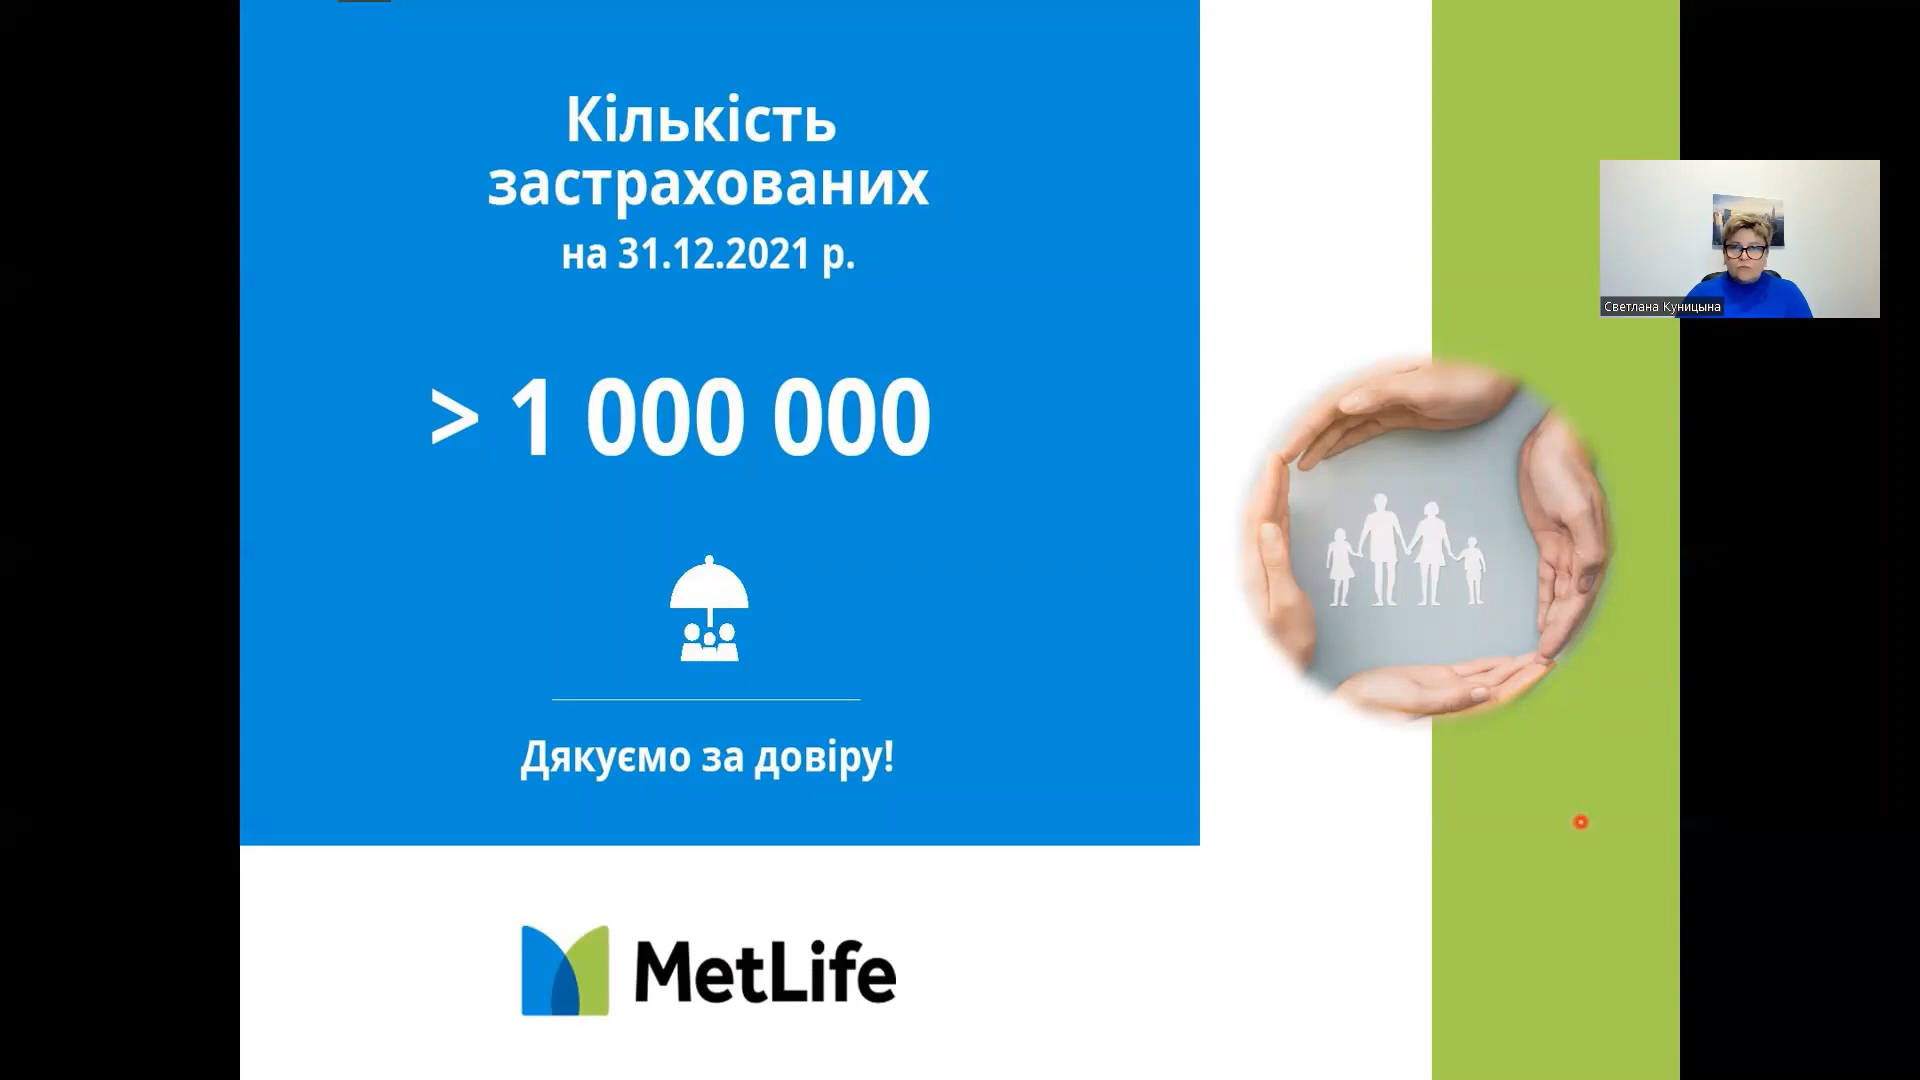 Кількість
застрахованих
на 31.12.2021 р.
> 1 000 000
Дякуємо за довіру!
MetLife
Светлана Куницына